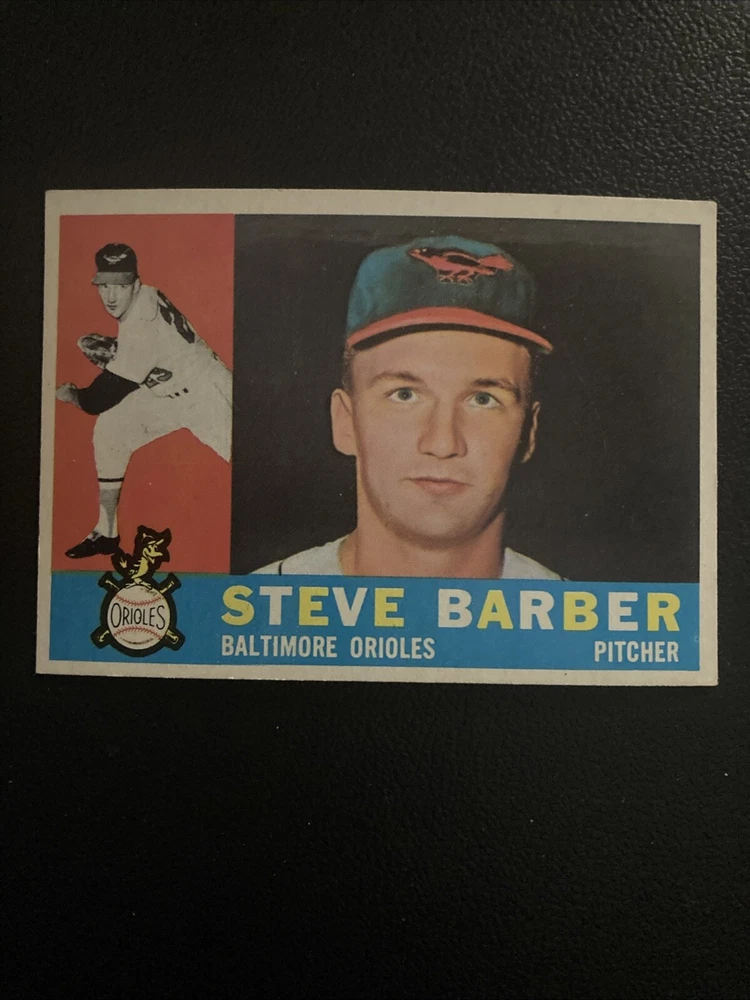 ORIOLES
STEVE BARBER
BALTIMORE ORIOLES
PITCHER